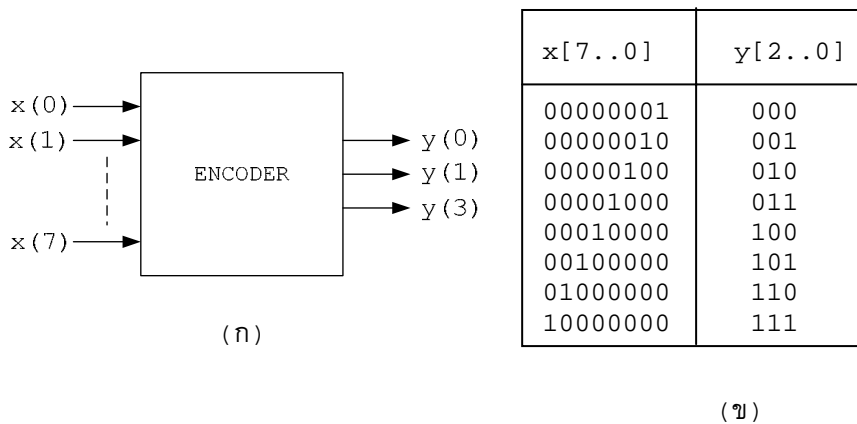 x(0)
x(1)
x(7)
ENCODER
y(0)
y(1)
y(3)
(ก)
x[7..0] y[2..0]
00000001 000
00000010 001
00000100 010
00001000 011
00010000 100
00100000 101
01000000 110
10000000 111
(ข)